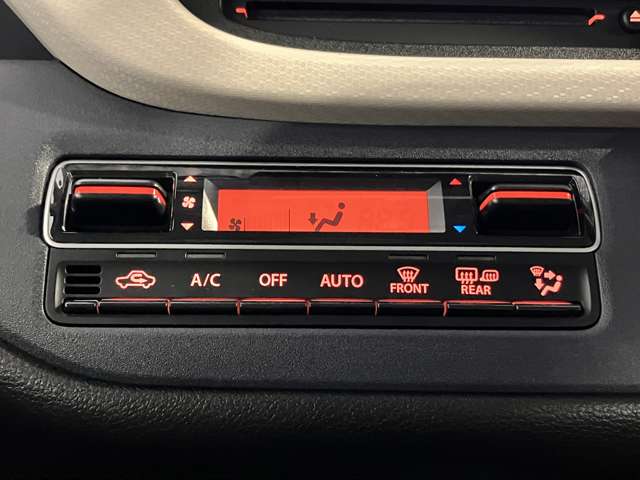 A/C OFF AUTO FRONT REAR